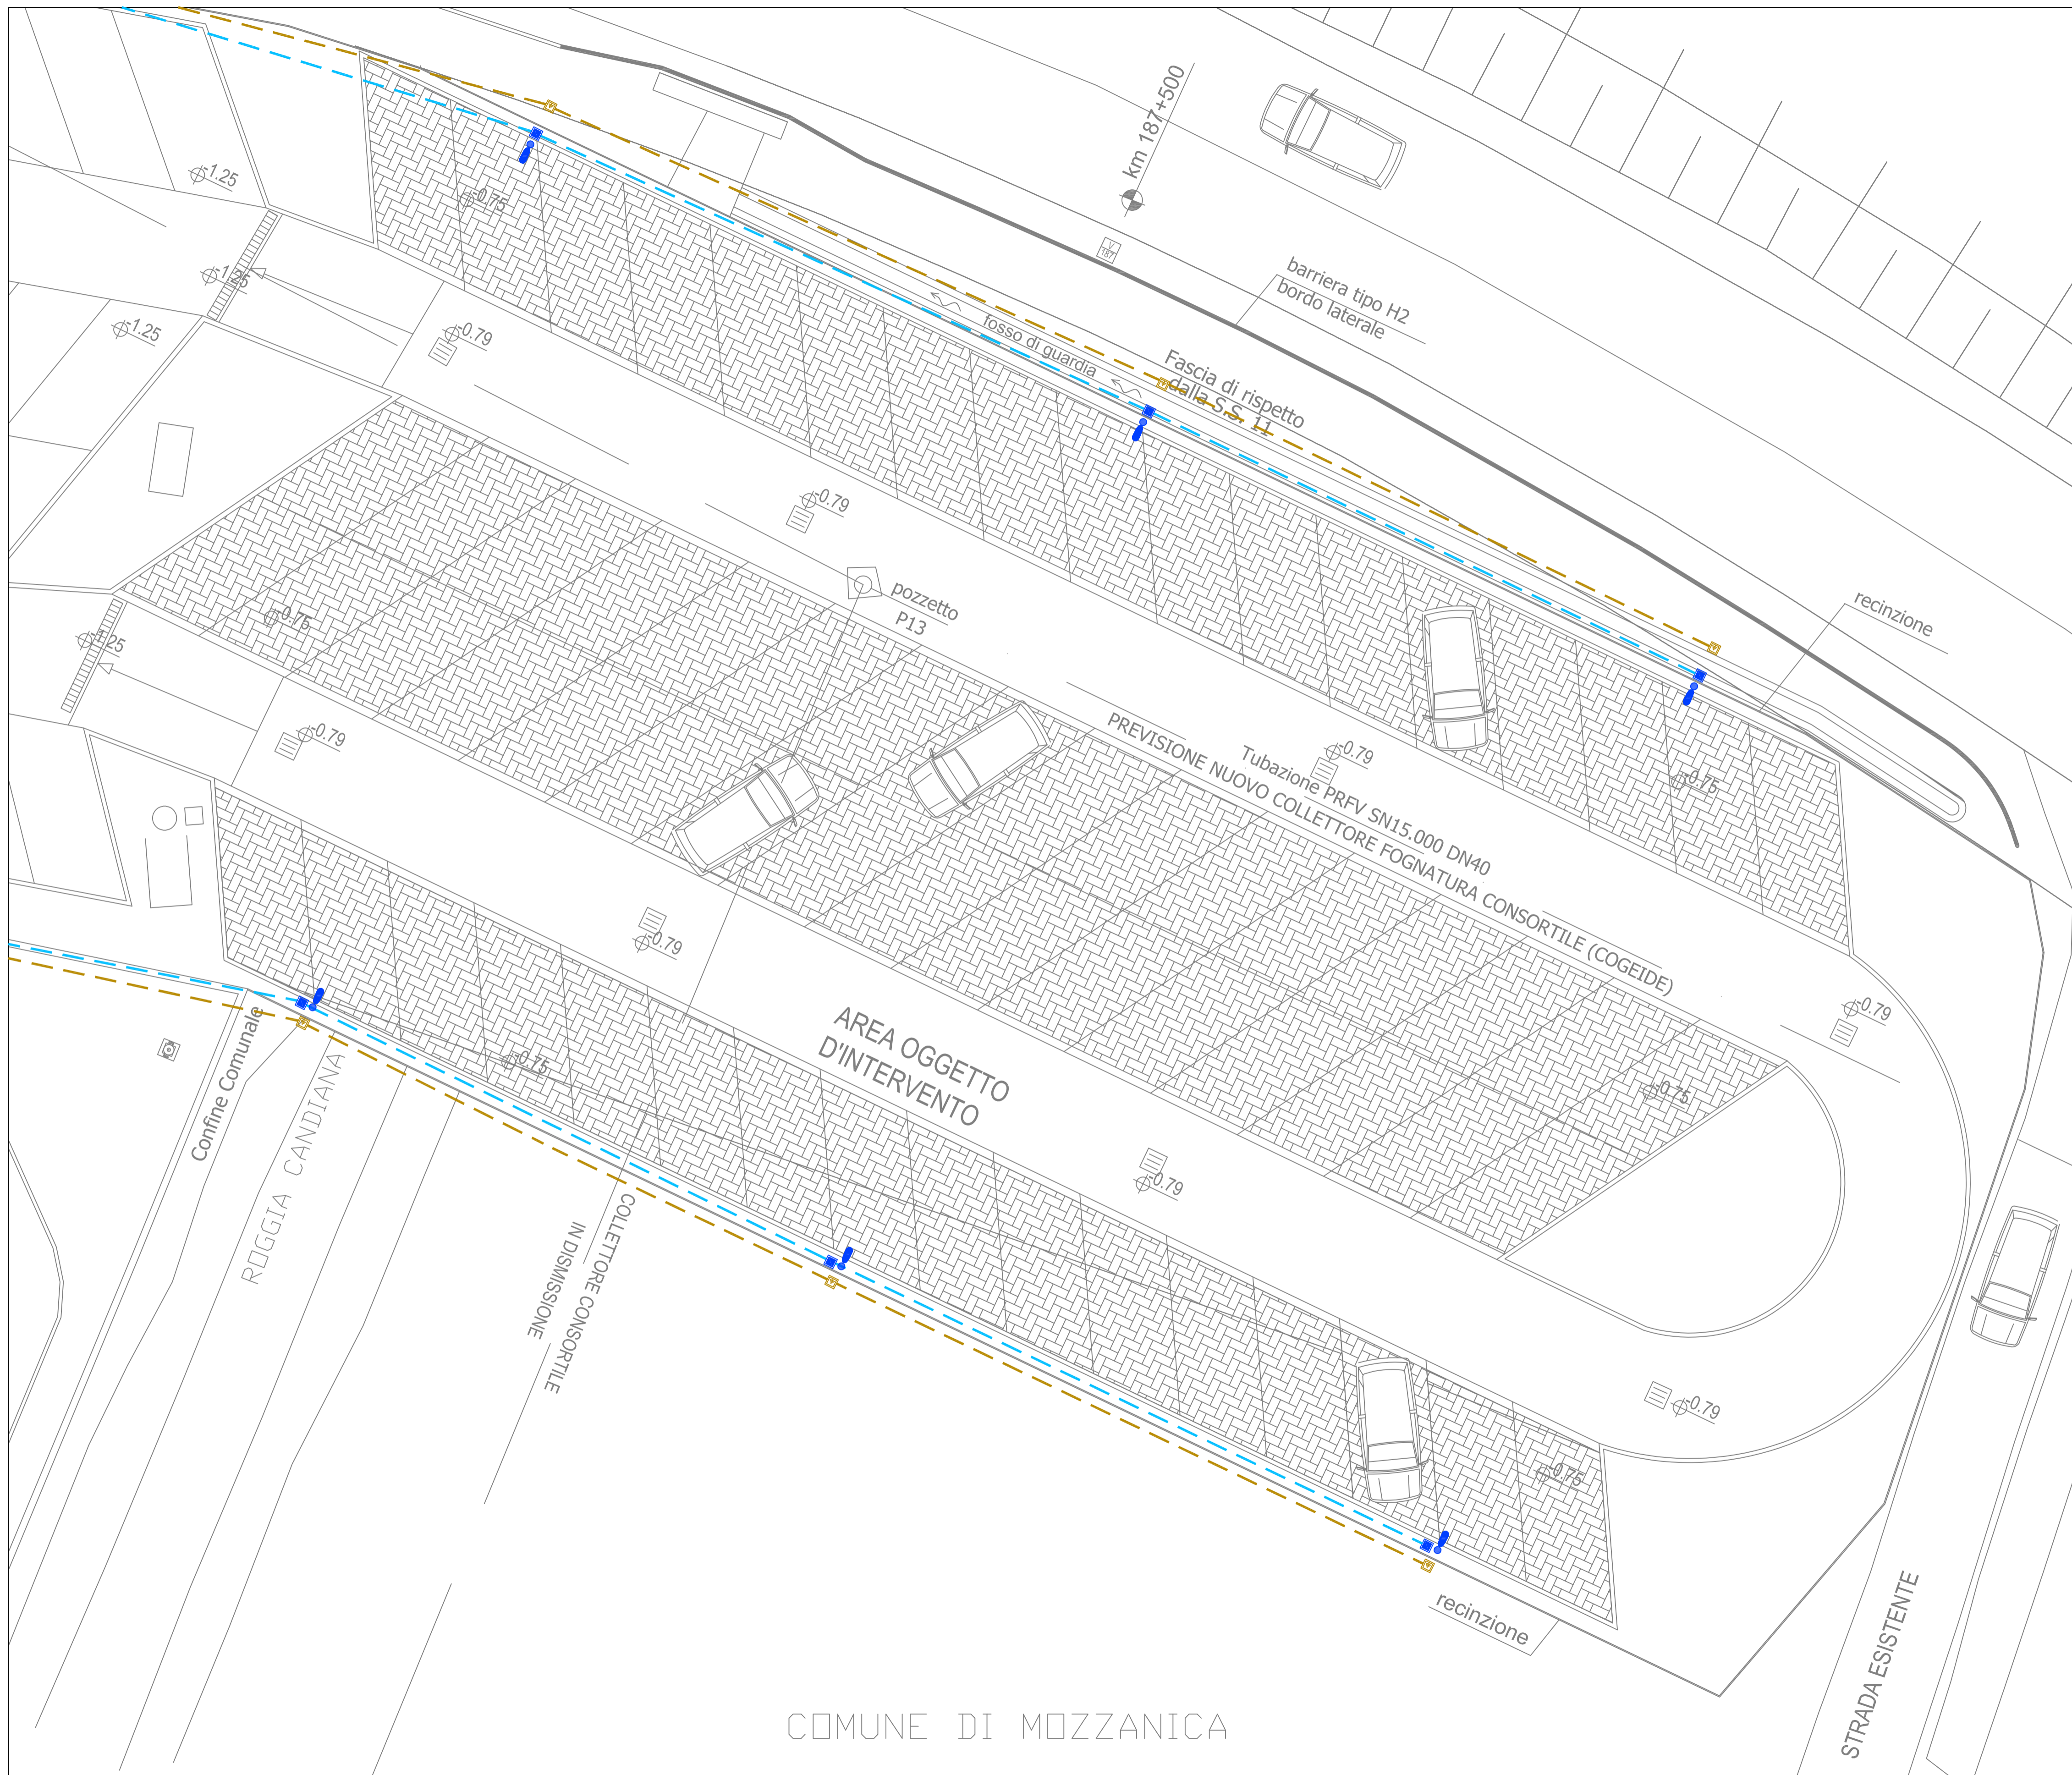 km 187+500
V
187
barriera tipo H2
bordo laterale
Fascia di rispetto
dalla S.S. 11
fosso di guardia
recinzione
-1.25
-0.75
-1.25
-1.25
-0.79
-0.79
pozzetto
P13
-0.75
-1.25
-0.79
Tubazione PRFV SN15.000 DN40
PREVISIONE NUOVO COLLETTORE FOGNATURA CONSORTILE (COGEIDE)
-0.79
-0.75
-0.79
-0.79
AREA OGGETTO
D'INTERVENTO
-0.75
-0.75
Confine Comunale
ROGGIA CANDIANA
COLLETTORE CONSORTILE
IN DISMISSIONE
-0.79
-0.79
-0.75
recinzione
STRADA ESISTENTE
COMUNE DI MOZZANICA